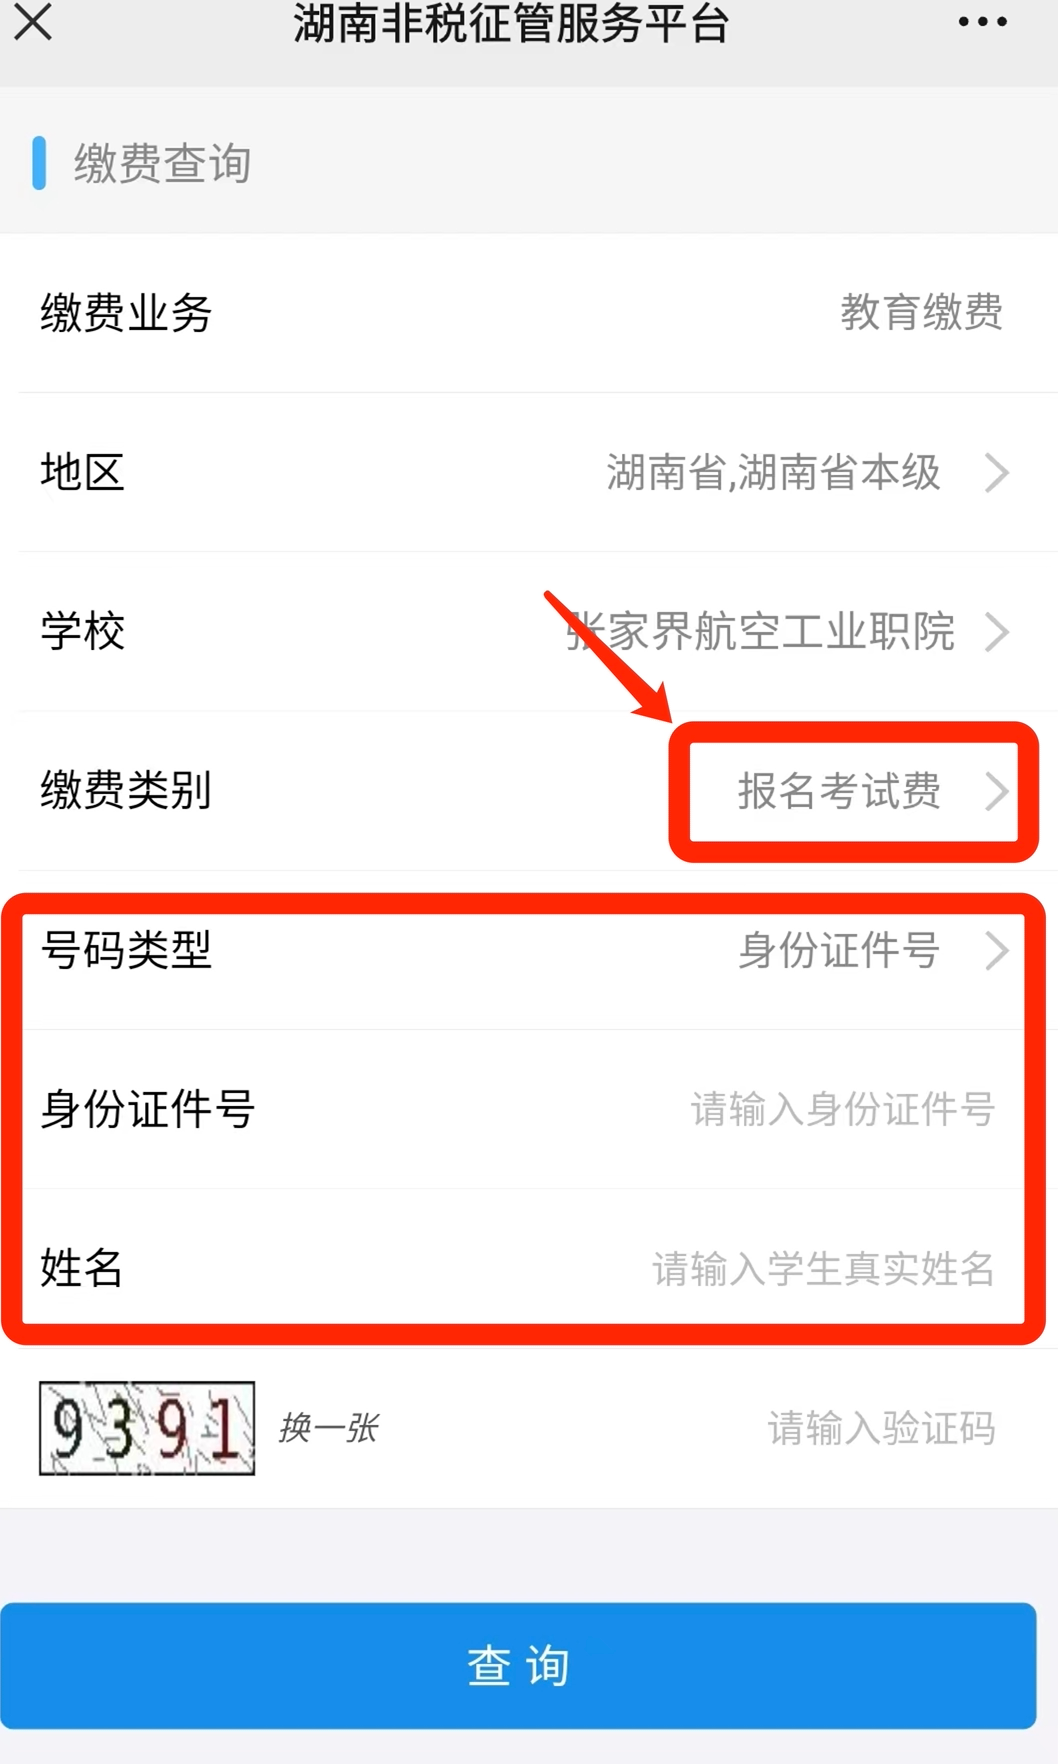 湖南非税征管服务平台
缴费查询
缴费业务 教育缴费
地区 湖南省,湖南省本级
学校 张家界航空工业职院
缴费类别 报名考试费
号码类型 身份证件号
身份证件号 请输入身份证件号
姓名 请输入学生真实姓名
9391 换一张 请输入验证码
查询